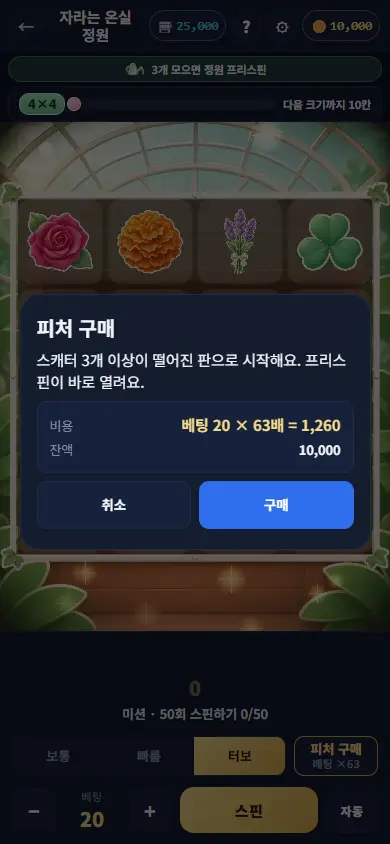 자라는 온실
정원
25,000
?
10,000
3개 모으면 정원 프리스핀
4×4
다음 크기까지 10칸
피처 구매
스캐터 3개 이상이 떨어진 판으로 시작해요. 프리스
핀이 바로 열려요.
비용
베팅 20 × 63배 = 1,260
잔액
10,000
취소
구매
0
미션 · 50회 스핀하기 0/50
보통
빠름
터보
피처 구매
베팅 ×63
−
베팅
20
+
스핀
자동